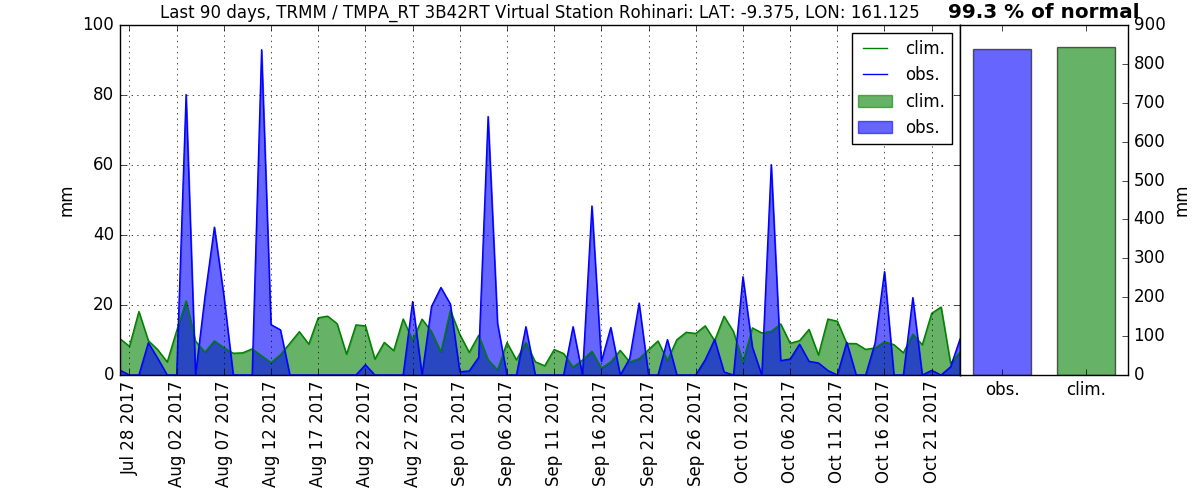 Last 90 days, TRMM / TMPA_RT 3B42RT Virtual Station Rohinari: LAT: -9.375, LON: 161.125
99.3 % of normal
100
80
60
40
20
0
mm
clim.
obs.
clim.
obs.
900
800
700
600
500
400
300
200
100
0
mm
obs.
clim.
Jul 28 2017
Aug 02 2017
Aug 07 2017
Aug 12 2017
Aug 17 2017
Aug 22 2017
Aug 27 2017
Sep 01 2017
Sep 06 2017
Sep 11 2017
Sep 16 2017
Sep 21 2017
Sep 26 2017
Oct 01 2017
Oct 06 2017
Oct 11 2017
Oct 16 2017
Oct 21 2017